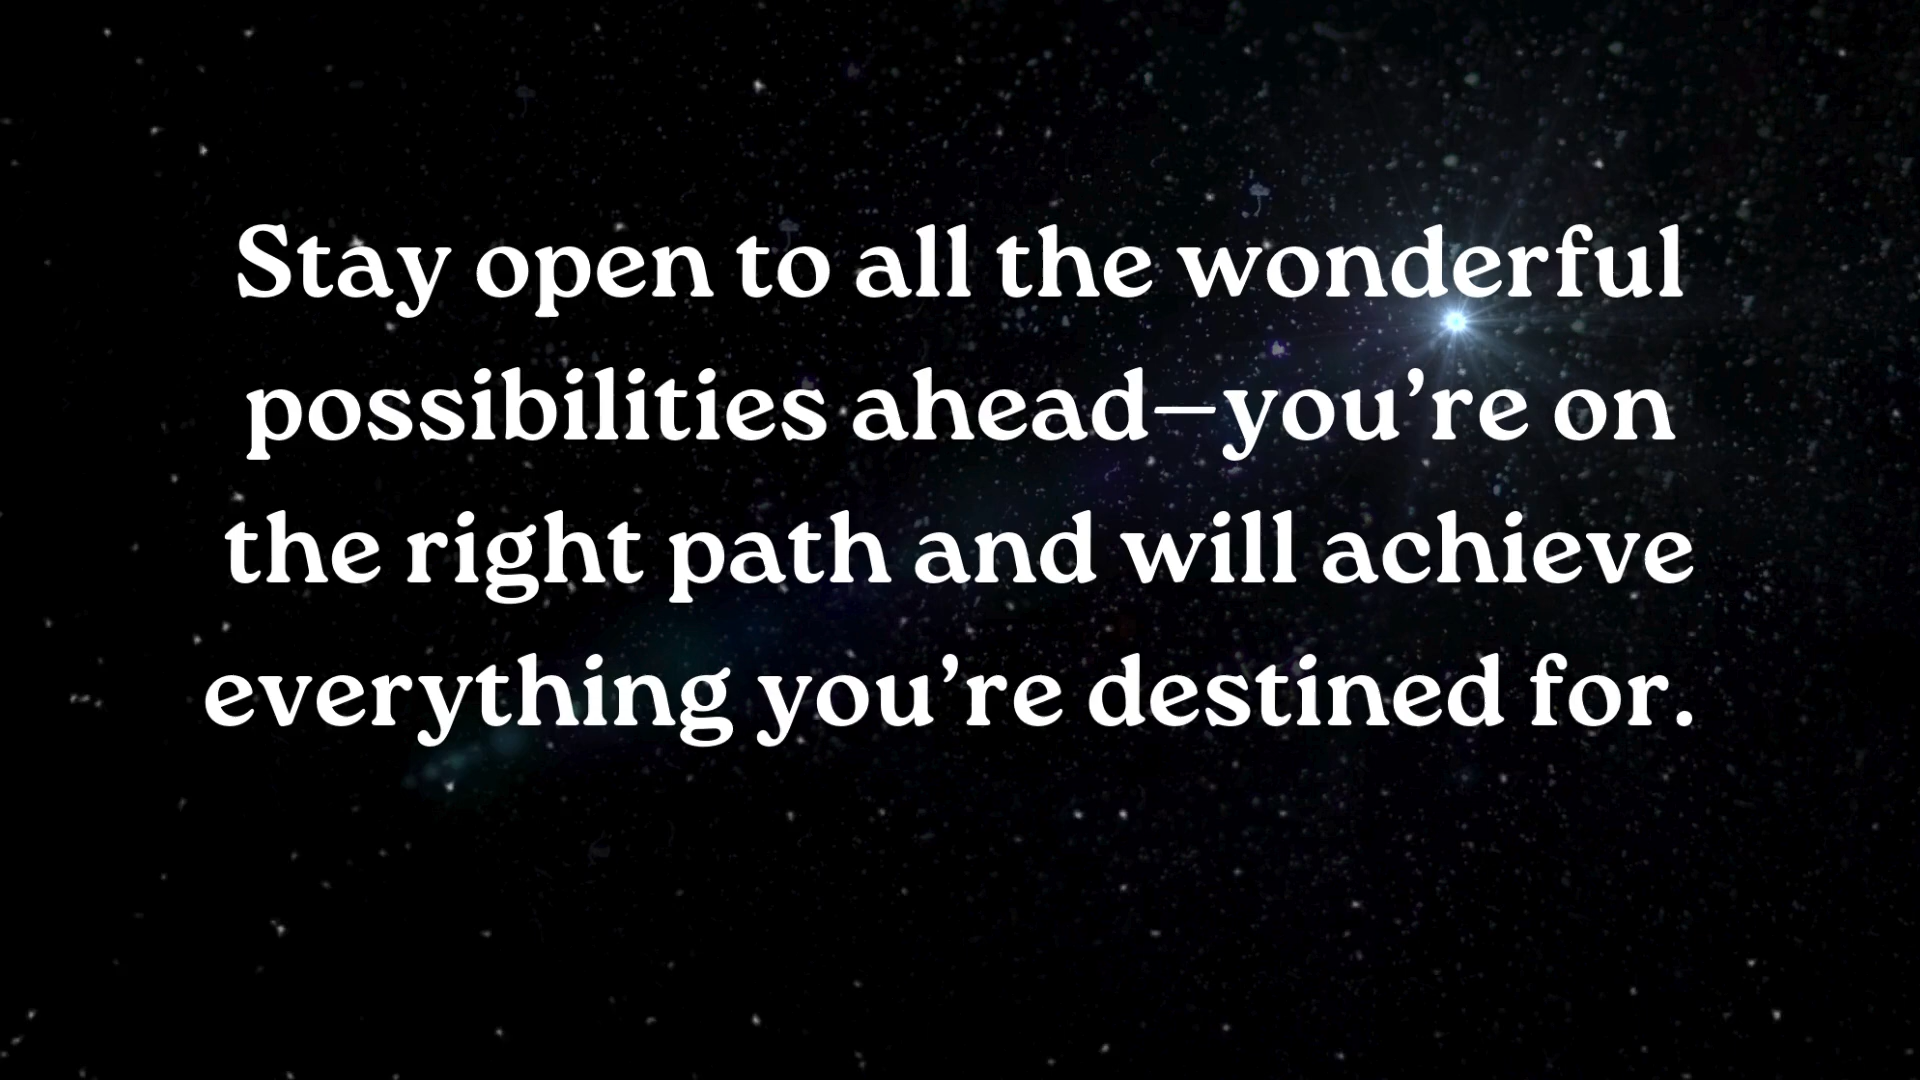 Stay open to all the wonderful
possibilities ahead—you’re on
the right path and will achieve
everything you’re destined for.